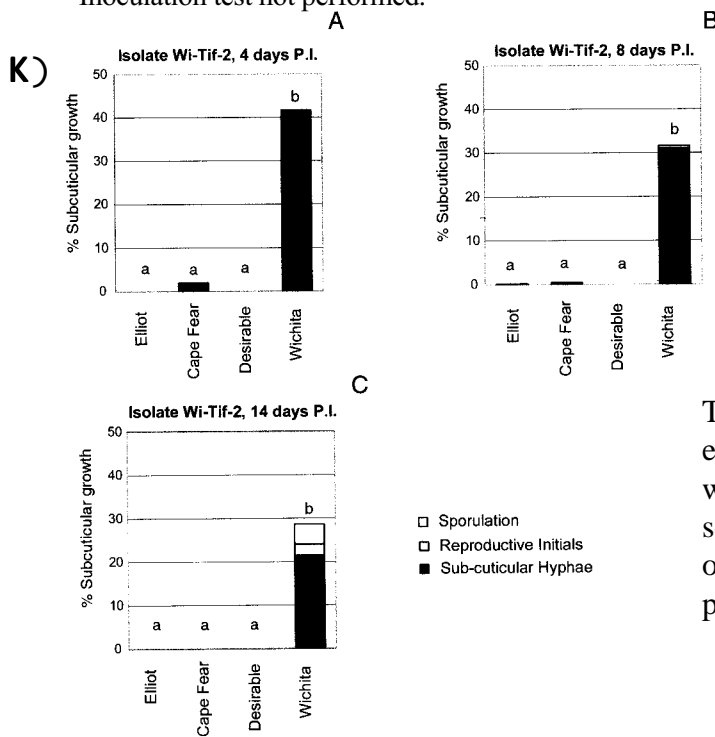 Inoculation test not performed.
K)
A
Isolate Wi-Tif-2, 4 days P.I.
% Subcuticular growth
50
40
30
20
10
0
a
a
a
b
Elliot
Cape Fear
Desirable
Wichita
B
Isolate Wi-Tif-2, 8 days P.I.
% Subcuticular growth
50
40
30
20
10
0
a
a
a
b
Elliot
Cape Fear
Desirable
Wichita
C
Isolate Wi-Tif-2, 14 days P.I.
% Subcuticular growth
50
40
30
20
10
0
a
a
a
b
Elliot
Cape Fear
Desirable
Wichita
Sporulation
Reproductive Initials
Sub-cuticular Hyphae